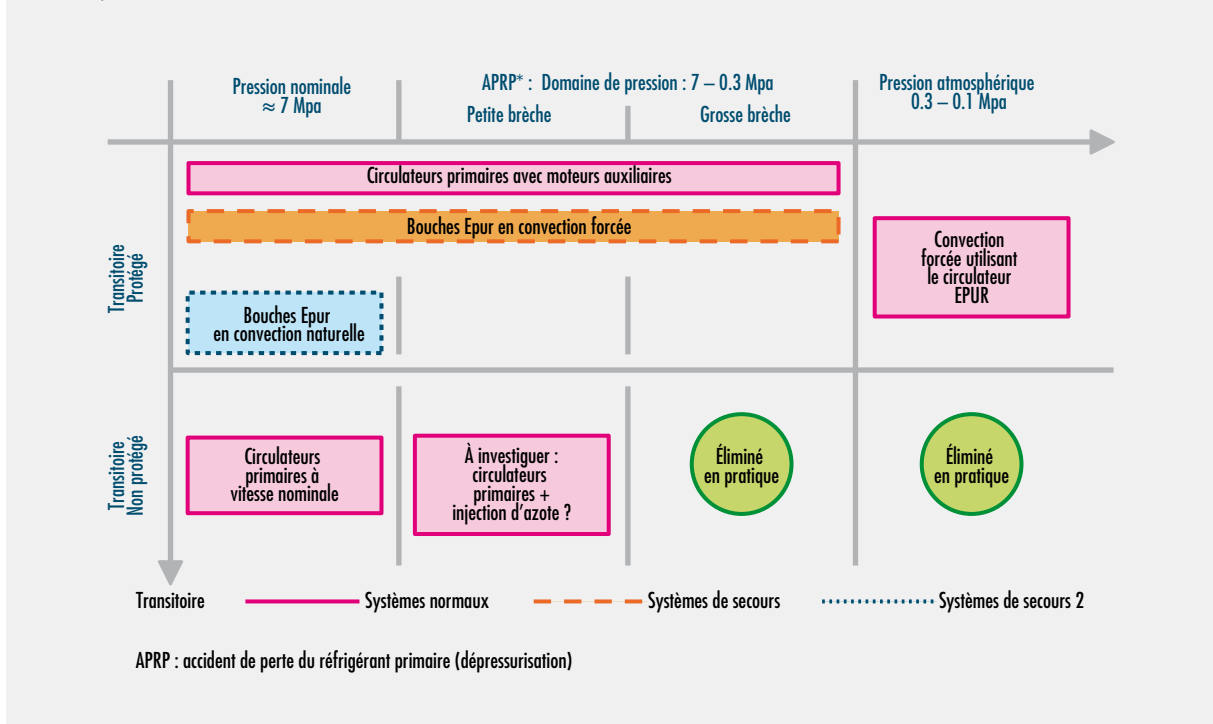 Pression nominale
≈ 7 Mpa
APRP* : Domaine de pression : 7 – 0.3 Mpa
Petite brèche
Grosse brèche
Pression atmosphérique
0.3 – 0.1 Mpa
Transitoire
Protégé
Circulateurs primaires avec moteurs auxiliaires
Bouches Epur en convection forcée
Bouches Epur
en convection naturelle
Convection
forcée utilisant
le circulateur
EPUR
Transitoire
Non protégé
Circulateurs
primaires à
vitesse nominale
À investiguer :
circulateurs
primaires +
injection d'azote ?
Éliminé
en pratique
Éliminé
en pratique
Transitoire
Systèmes normaux
Systèmes de secours
Systèmes de secours 2
APRP : accident de perte du réfrigérant primaire (dépressurisation)